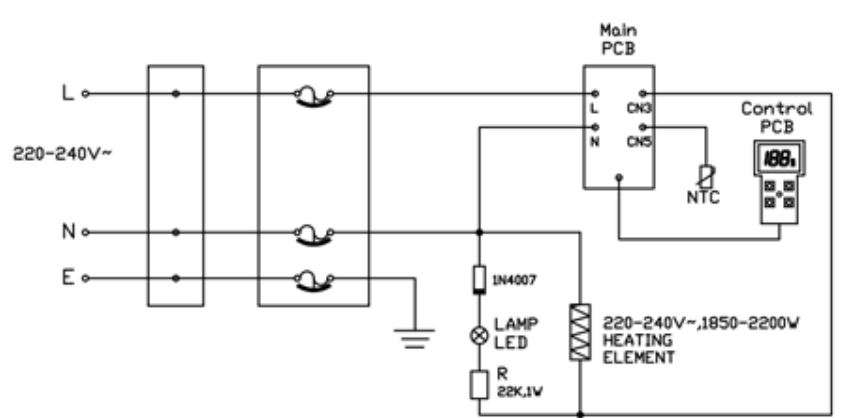 Main
PCB
L
L
CN3
Control
PCB
220-240V~
N
CN5
188.
NTC
N
E
1N4007
LAMP
LED
220-240V~,1850-2200W
HEATING
ELEMENT
R
22K,1W